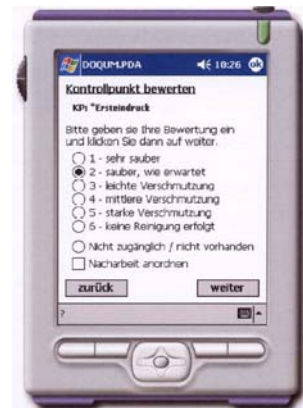 DOQUM.PDA 10:26 ok
Kontrollpunkt bewerten
KP: "Ersteindruck
Bitte geben sie Ihre Bewertung ein
und klicken Sie dann auf weiter.
1 - sehr sauber
2 - sauber, wie erwartet
3 - leichte Verschmutzung
4 - mittlere Verschmutzung
5 - starke Verschmutzung
6 - keine Reinigung erfolgt
Nicht zugänglich / nicht vorhanden
Nacharbeit anordnen
zurück weiter
?